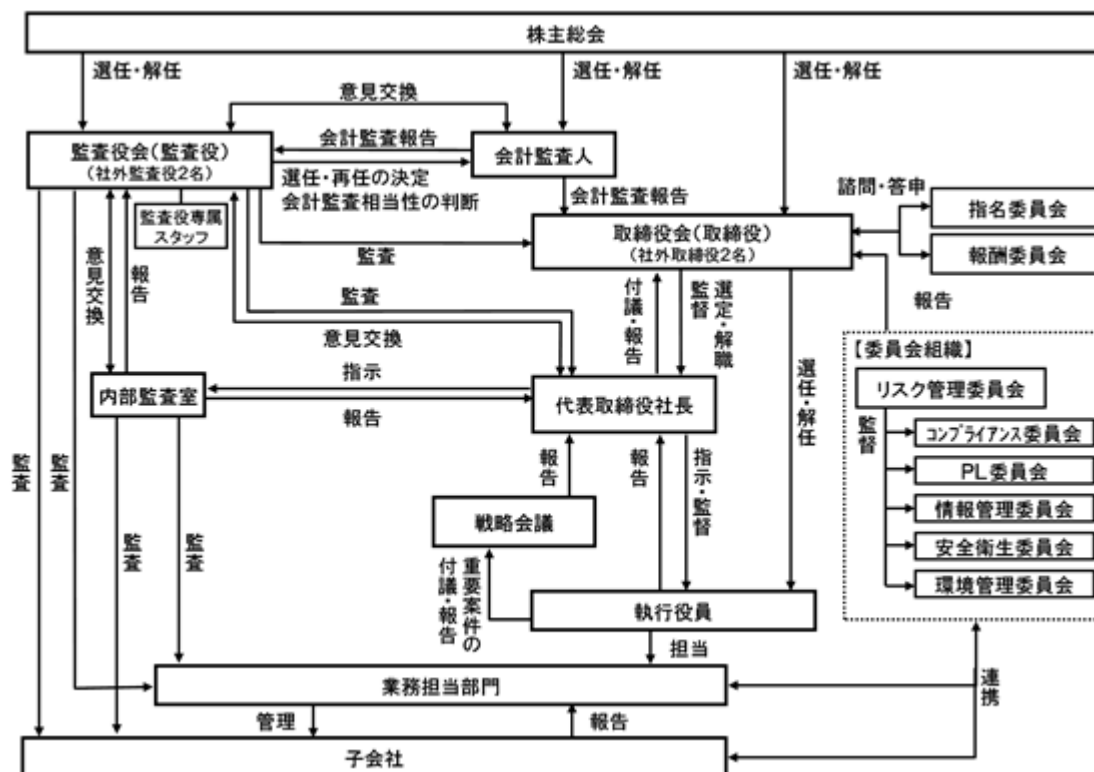 株主総会
選任・解任
選任・解任
選任・解任
意見交換
監査役会(監査役)
(社外監査役2名)
会計監査報告
会計監査人
選任・再任の決定
会計監査相当性の判断
会計監査報告
諮問・答申
指名委員会
報酬委員会
監査役専属
スタッフ
取締役会(取締役)
(社外取締役2名)
監査
意見交換
報告
監査
意見交換
付議・報告
監督
選定・解職
報告
【委員会組織】
リスク管理委員会
監督
コンプライアンス委員会
PL委員会
情報管理委員会
安全衛生委員会
環境管理委員会
指示
内部監査室
報告
代表取締役社長
選任・解任
監査
監査
監査
監査
報告
報告
指示・監督
戦略会議
重要案件の
付議・報告
執行役員
担当
業務担当部門
連携
管理
報告
子会社